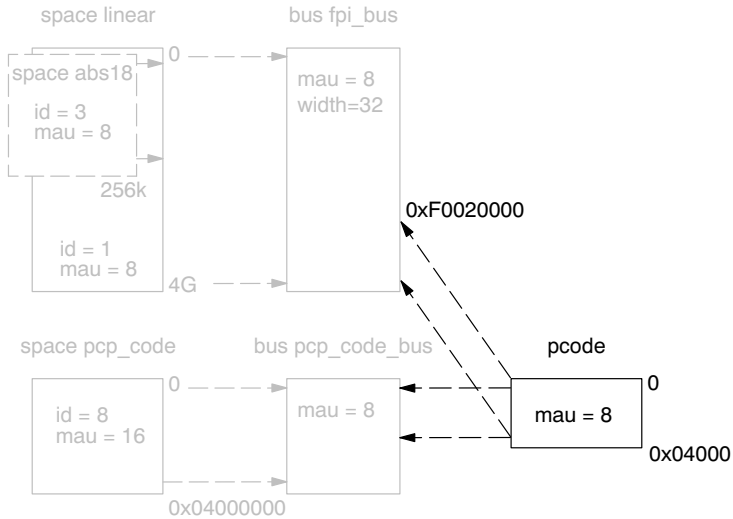 space linear
bus fpi_bus
0
space abs18
id = 3
mau = 8
mau = 8
width=32
256k
0xF0020000
id = 1
mau = 8
4G
space pcp_code
bus pcp_code_bus
pcode
0
0
id = 8
mau = 16
mau = 8
mau = 8
0x04000
0x04000000